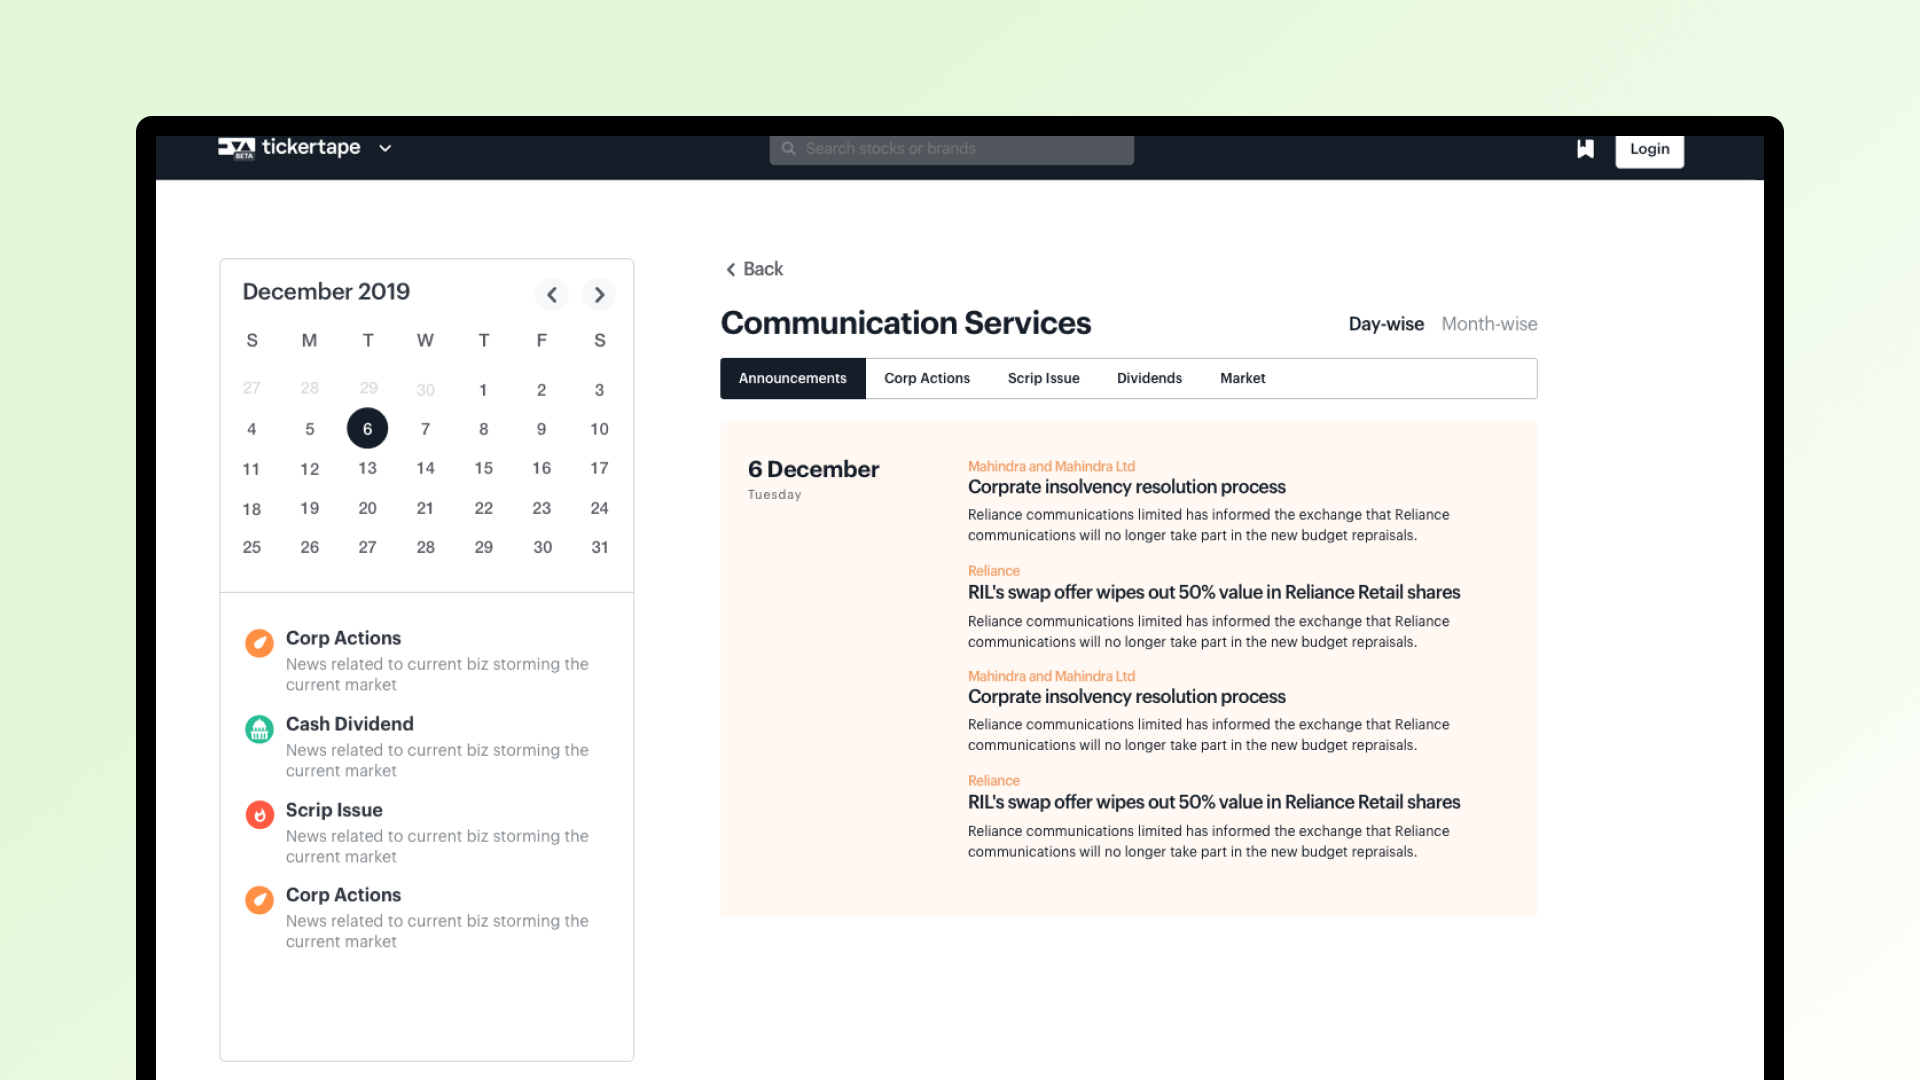 BETA
tickertape
Search stocks or brands
Login
December 2019
S M T W T F S
27 28 29 30 1 2 3
4 5 6 7 8 9 10
11 12 13 14 15 16 17
18 19 20 21 22 23 24
25 26 27 28 29 30 31
Corp Actions
News related to current biz storming the
current market
Cash Dividend
News related to current biz storming the
current market
Scrip Issue
News related to current biz storming the
current market
Corp Actions
News related to current biz storming the
current market
Back
Communication Services
Day-wise Month-wise
Announcements Corp Actions Scrip Issue Dividends Market
6 December
Tuesday
Mahindra and Mahindra Ltd
Corprate insolvency resolution process
Reliance communications limited has informed the exchange that Reliance
communications will no longer take part in the new budget repraisals.
Reliance
RIL's swap offer wipes out 50% value in Reliance Retail shares
Reliance communications limited has informed the exchange that Reliance
communications will no longer take part in the new budget repraisals.
Mahindra and Mahindra Ltd
Corprate insolvency resolution process
Reliance communications limited has informed the exchange that Reliance
communications will no longer take part in the new budget repraisals.
Reliance
RIL's swap offer wipes out 50% value in Reliance Retail shares
Reliance communications limited has informed the exchange that Reliance
communications will no longer take part in the new budget repraisals.